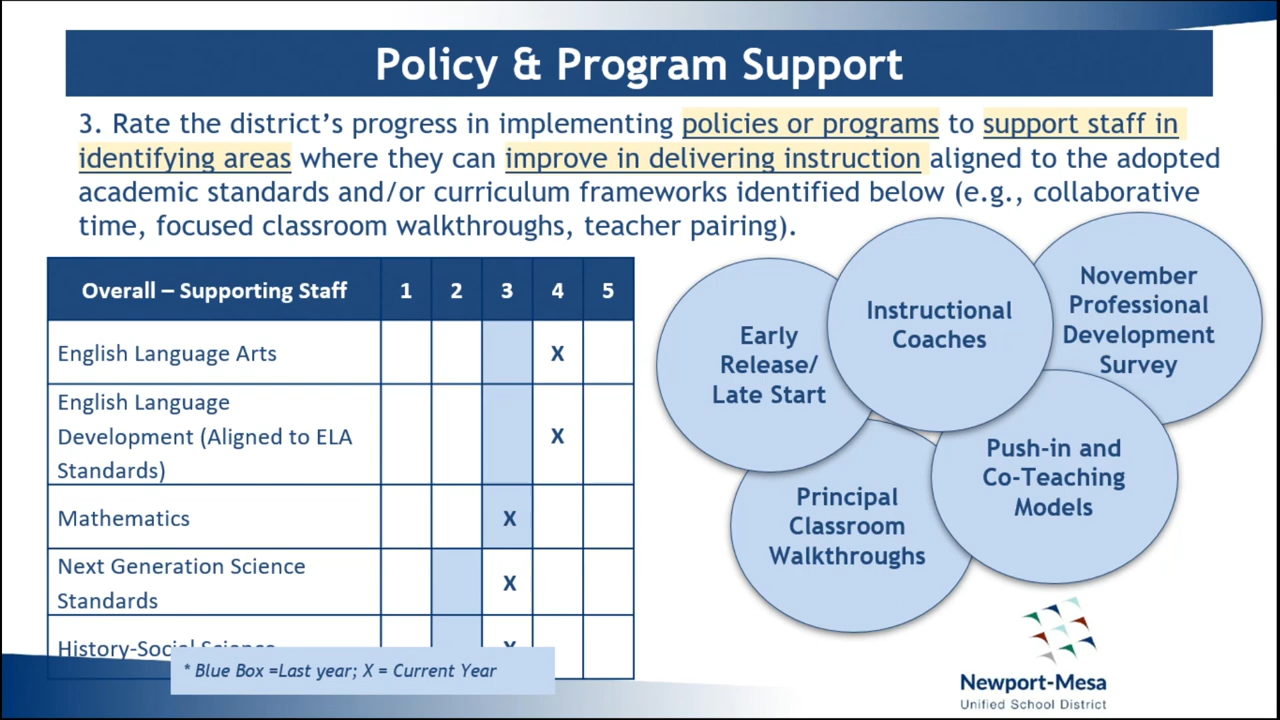 Policy & Program Support
3. Rate the district's progress in implementing policies or programs to support staff in
identifying areas where they can improve in delivering instruction aligned to the adopted
academic standards and/or curriculum frameworks identified below (e.g., collaborative
time, focused classroom walkthroughs, teacher pairing).
Overall – Supporting Staff 1 2 3 4 5
English Language Arts X
English Language
Development (Aligned to ELA X
Standards)
Mathematics X
Next Generation Science
Standards X
History-Social Science X
* Blue Box =Last year; X = Current Year
Early
Release/
Late Start
Instructional
Coaches
November
Professional
Development
Survey
Principal
Classroom
Walkthroughs
Push-in and
Co-Teaching
Models
Newport-Mesa
Unified School District